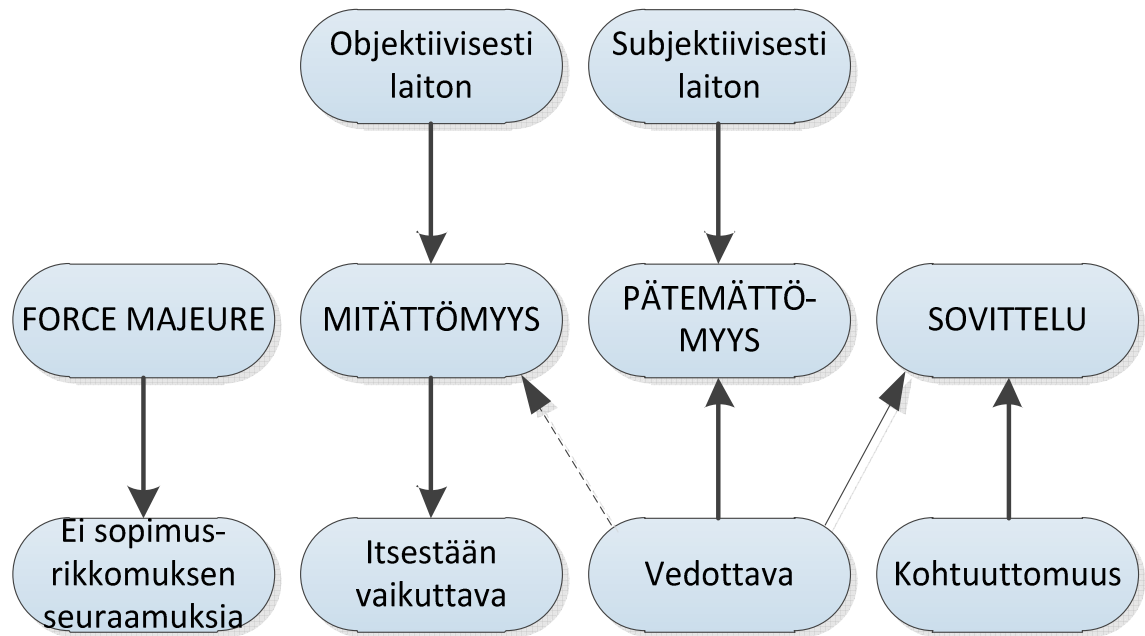 Objektiivisesti
laiton
Subjektiivisesti
laiton
FORCE MAJEURE
MITÄTTÖMYYS
PÄTEMÄTTÖ-
MYYS
SOVITTELU
Ei sopimus-
rikkomuksen
seuraamuksia
Itsestään
vaikuttava
Vedottava
Kohtuuttomuus